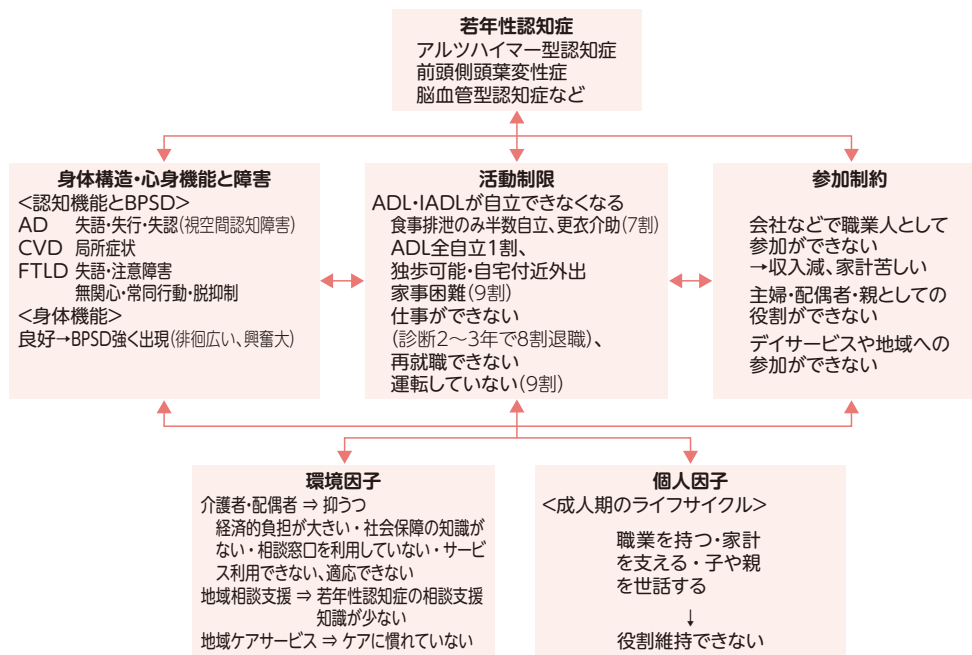 若年性認知症
アルツハイマー型認知症
前頭側頭葉変性症
脳血管型認知症など
身体構造・心身機能と障害
<認知機能とBPSD>
AD 失語・失行・失認(視空間認知障害)
CVD 局所症状
FTLD 失語・注意障害
無関心・常同行動・脱抑制
<身体機能>
良好→BPSD強く出現(徘徊広い、興奮大)
活動制限
ADL・IADLが自立できなくなる
食事排泄のみ半数自立、更衣介助(7割)
ADL全自立1割、
独歩可能・自宅付近外出
家事困難(9割)
仕事ができない
(診断2〜3年で8割退職)、
再就職できない
運転していない(9割)
参加制約
会社などで職業人として
参加ができない
→収入減、家計苦しい
主婦・配偶者・親としての
役割ができない
デイサービスや地域への
参加ができない
環境因子
介護者・配偶者 ⇒ 抑うつ
経済的負担が大きい・社会保障の知識が
ない・相談窓口を利用していない・サービ
ス利用できない、適応できない
地域相談支援 ⇒ 若年性認知症の相談支援
知識が少ない
地域ケアサービス ⇒ ケアに慣れていない
個人因子
<成人期のライフサイクル>
職業を持つ・家計
を支える・子や親
を世話する
↓
役割維持できない